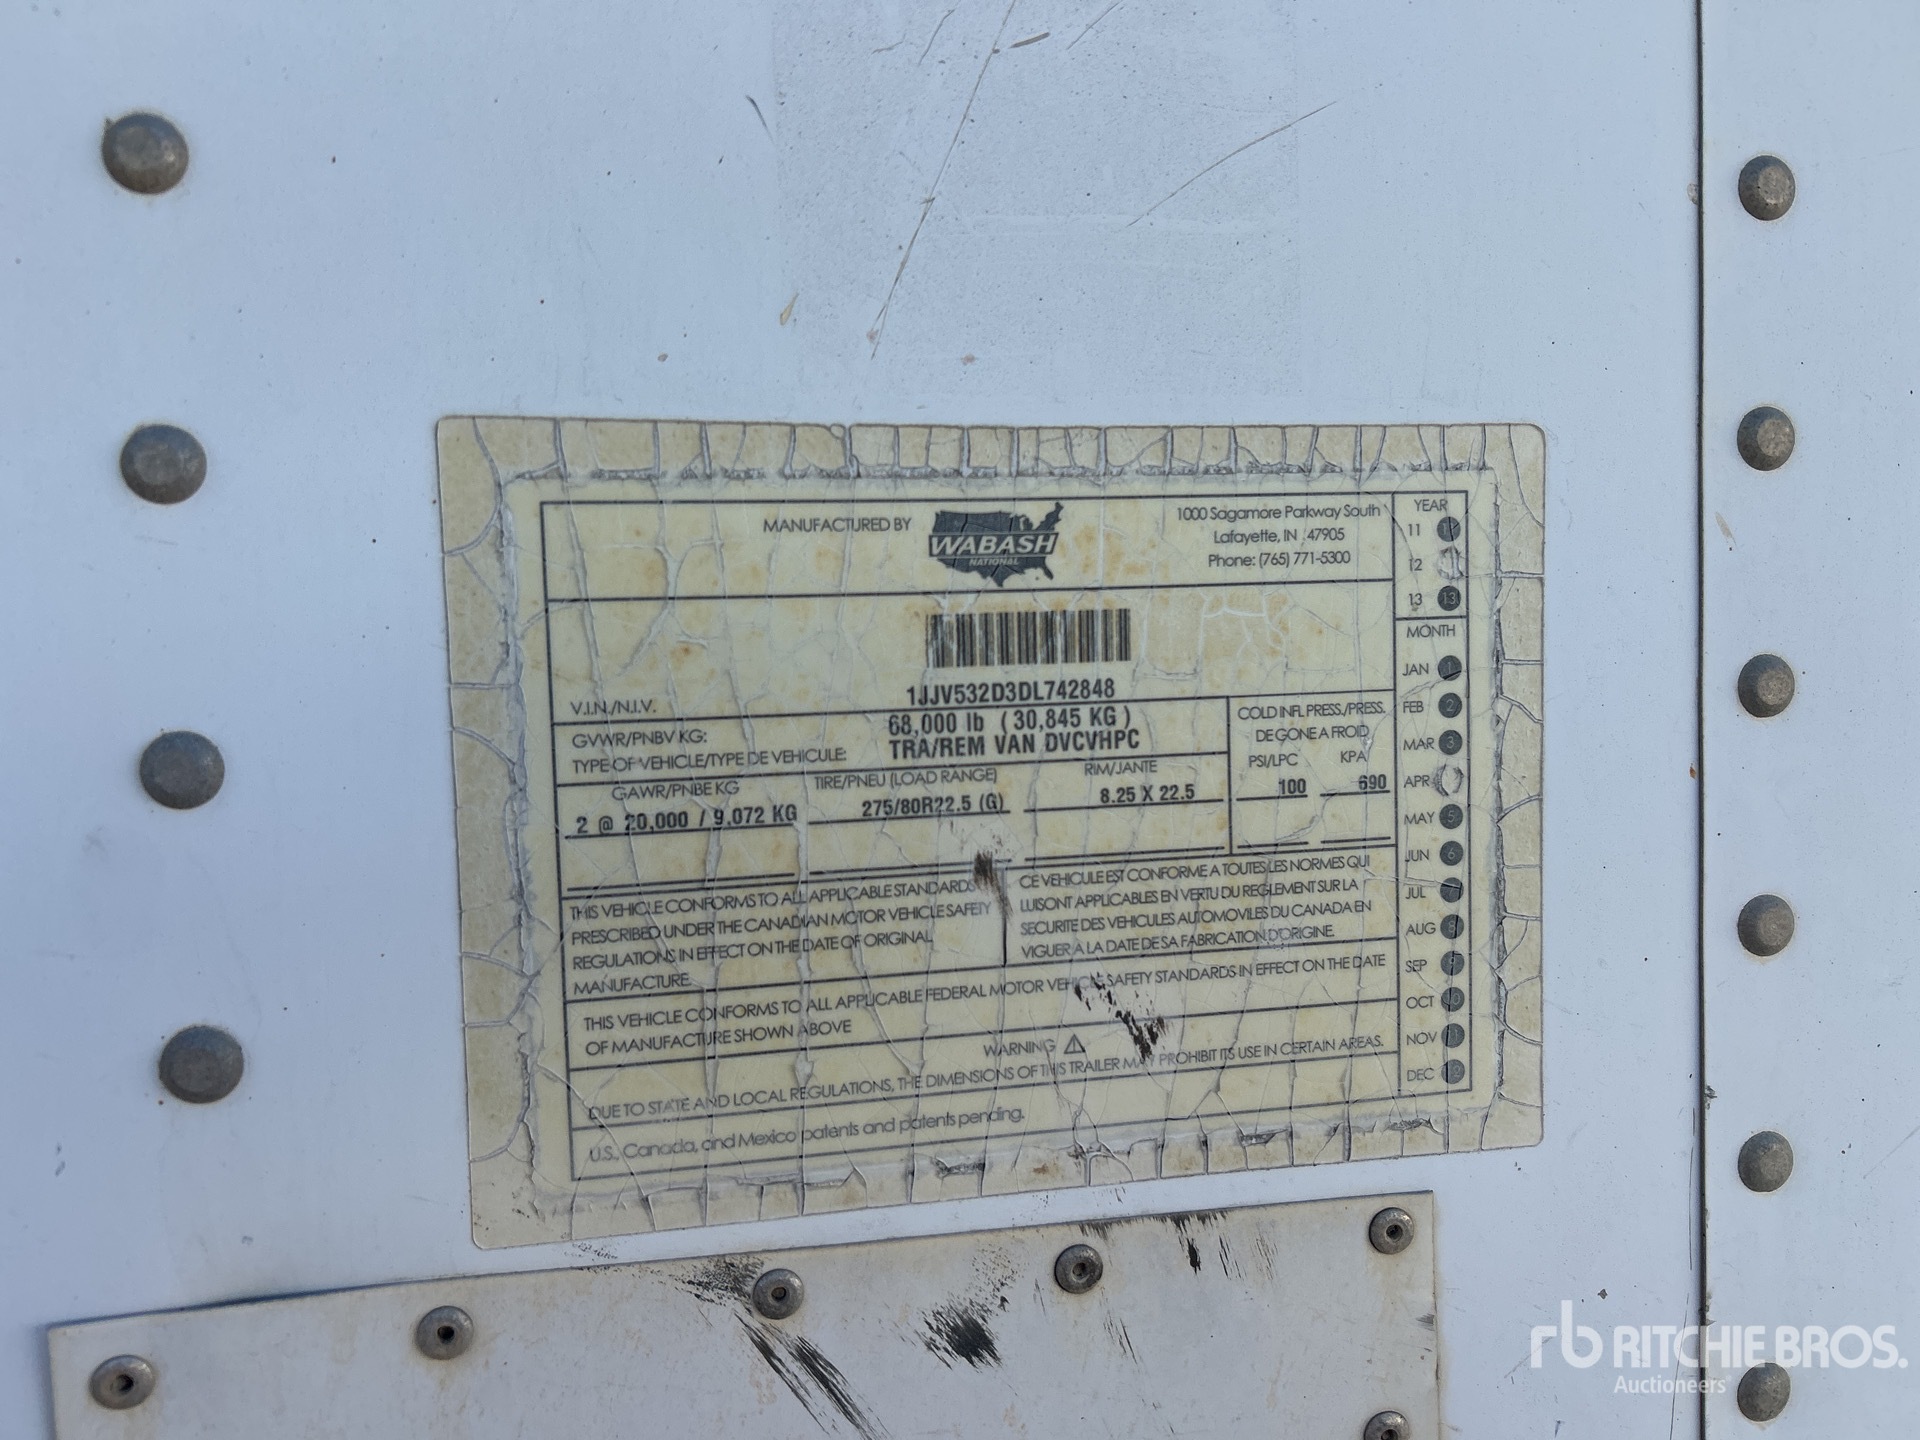 MANUFACTURED BY
WABASH
NATIONAL
1000 Sagamore Parkway South
Lafayette, IN 47905
Phone: (765) 771-5300
V.I.N./N.I.V.
1JJV532D3DL742848
GVWR/PNBV KG:
68,000 lb (30,845 KG)
TYPE OF VEHICLE/TYPE DE VEHICULE:
TRA/REM VAN DVCVHPC
COLD INFL PRESS./PRESS.
DE GONE A FROID
PSI/LPC KPA
100 690
GAWR/PNBE KG
TIRE/PNEU (LOAD RANGE)
RIM/JANTE
2 @ 20,000 / 9,072 KG
275/80R22.5 (G)
8.25 X 22.5
THIS VEHICLE CONFORMS TO ALL APPLICABLE STANDARDS
PRESCRIBED UNDER THE CANADIAN MOTOR VEHICLE SAFETY
REGULATIONS IN EFFECT ON THE DATE OF ORIGINAL
MANUFACTURE.
CE VEHICULE EST CONFORME A TOUTES LES NORMES QUI
LUISONT APPLICABLES EN VERTU DU REGLEMENT SUR LA
SECURITE DES VEHICULES AUTOMOVILES DU CANADA EN
VIGUER A LA DATE DE SA FABRICATION D'ORIGINE.
THIS VEHICLE CONFORMS TO ALL APPLICABLE FEDERAL MOTOR VEHICLE SAFETY STANDARDS IN EFFECT ON THE DATE
OF MANUFACTURE SHOWN ABOVE
WARNING
DUE TO STATE AND LOCAL REGULATIONS, THE DIMENSIONS OF THIS TRAILER MAY PROHIBIT ITS USE IN CERTAIN AREAS.
U.S., Canada, and Mexico patents and patents pending.
YEAR
11 11
12
13 13
MONTH
JAN 1
FEB 2
MAR 3
APR
MAY 5
JUN 6
JUL 7
AUG 8
SEP 9
OCT 10
NOV 11
DEC 12
rb RITCHIE BROS.
Auctioneers